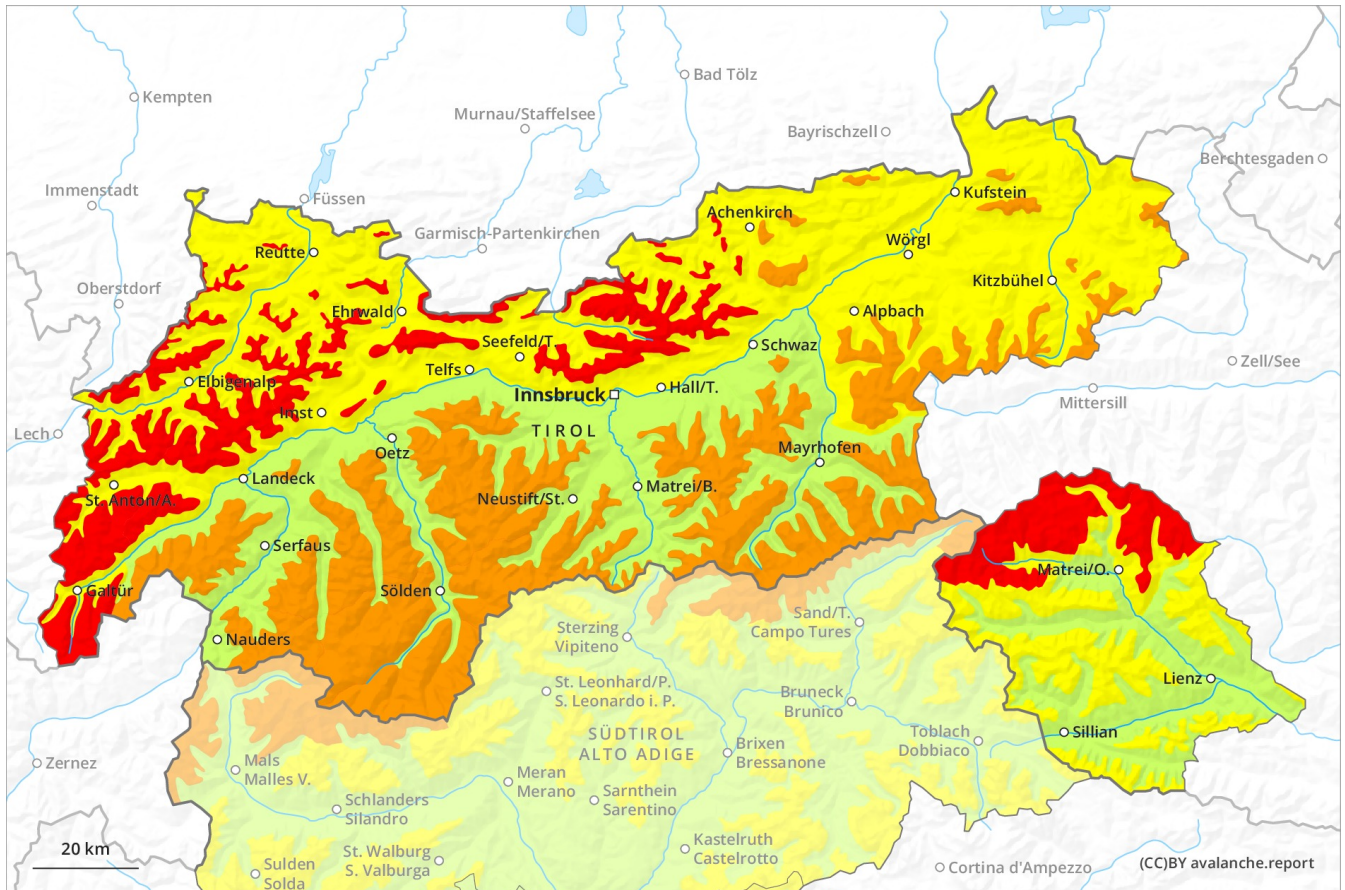 Kempten
Bad Tölz
Murnau/Staffelsee
Bayrischzell
Berchtesgaden
Immenstadt
Füssen
Kufstein
Achenkirch
Garmisch-Partenkirchen
Reutte
Wörgl
Oberstdorf
Kitzbühel
Ehrwald
Alpbach
Seefeld/T.
Schwaz
Telfs
Zell/See
Elbigenalp
Hall/T.
Innsbruck
Mittersill
Imst
Lech
TIROL
Oetz
Mayrhofen
Landeck
Matrei/B.
St. Anton/A.
Neustift/St.
Serfaus
Matrei/O.
Galtür
Sölden
Sand/T.
Campo Tures
Sterzing
Vipiteno
Nauders
Lienz
St. Leonhard/P.
S. Leonardo i. P.
Bruneck
Brunico
SÜDTIROL
ALTO ADIGE
Toblach
Dobbiaco
Sillian
Brixen
Bressanone
Zernez
Mals
Malles V.
Meran
Merano
Sarnthein
Sarentino
Schlanders
Silandro
Kastelruth
Castelrotto
St. Walburg
S. Valburga
20 km
Sulden
Solda
Cortina d'Ampezzo
(CC)BY avalanche.report